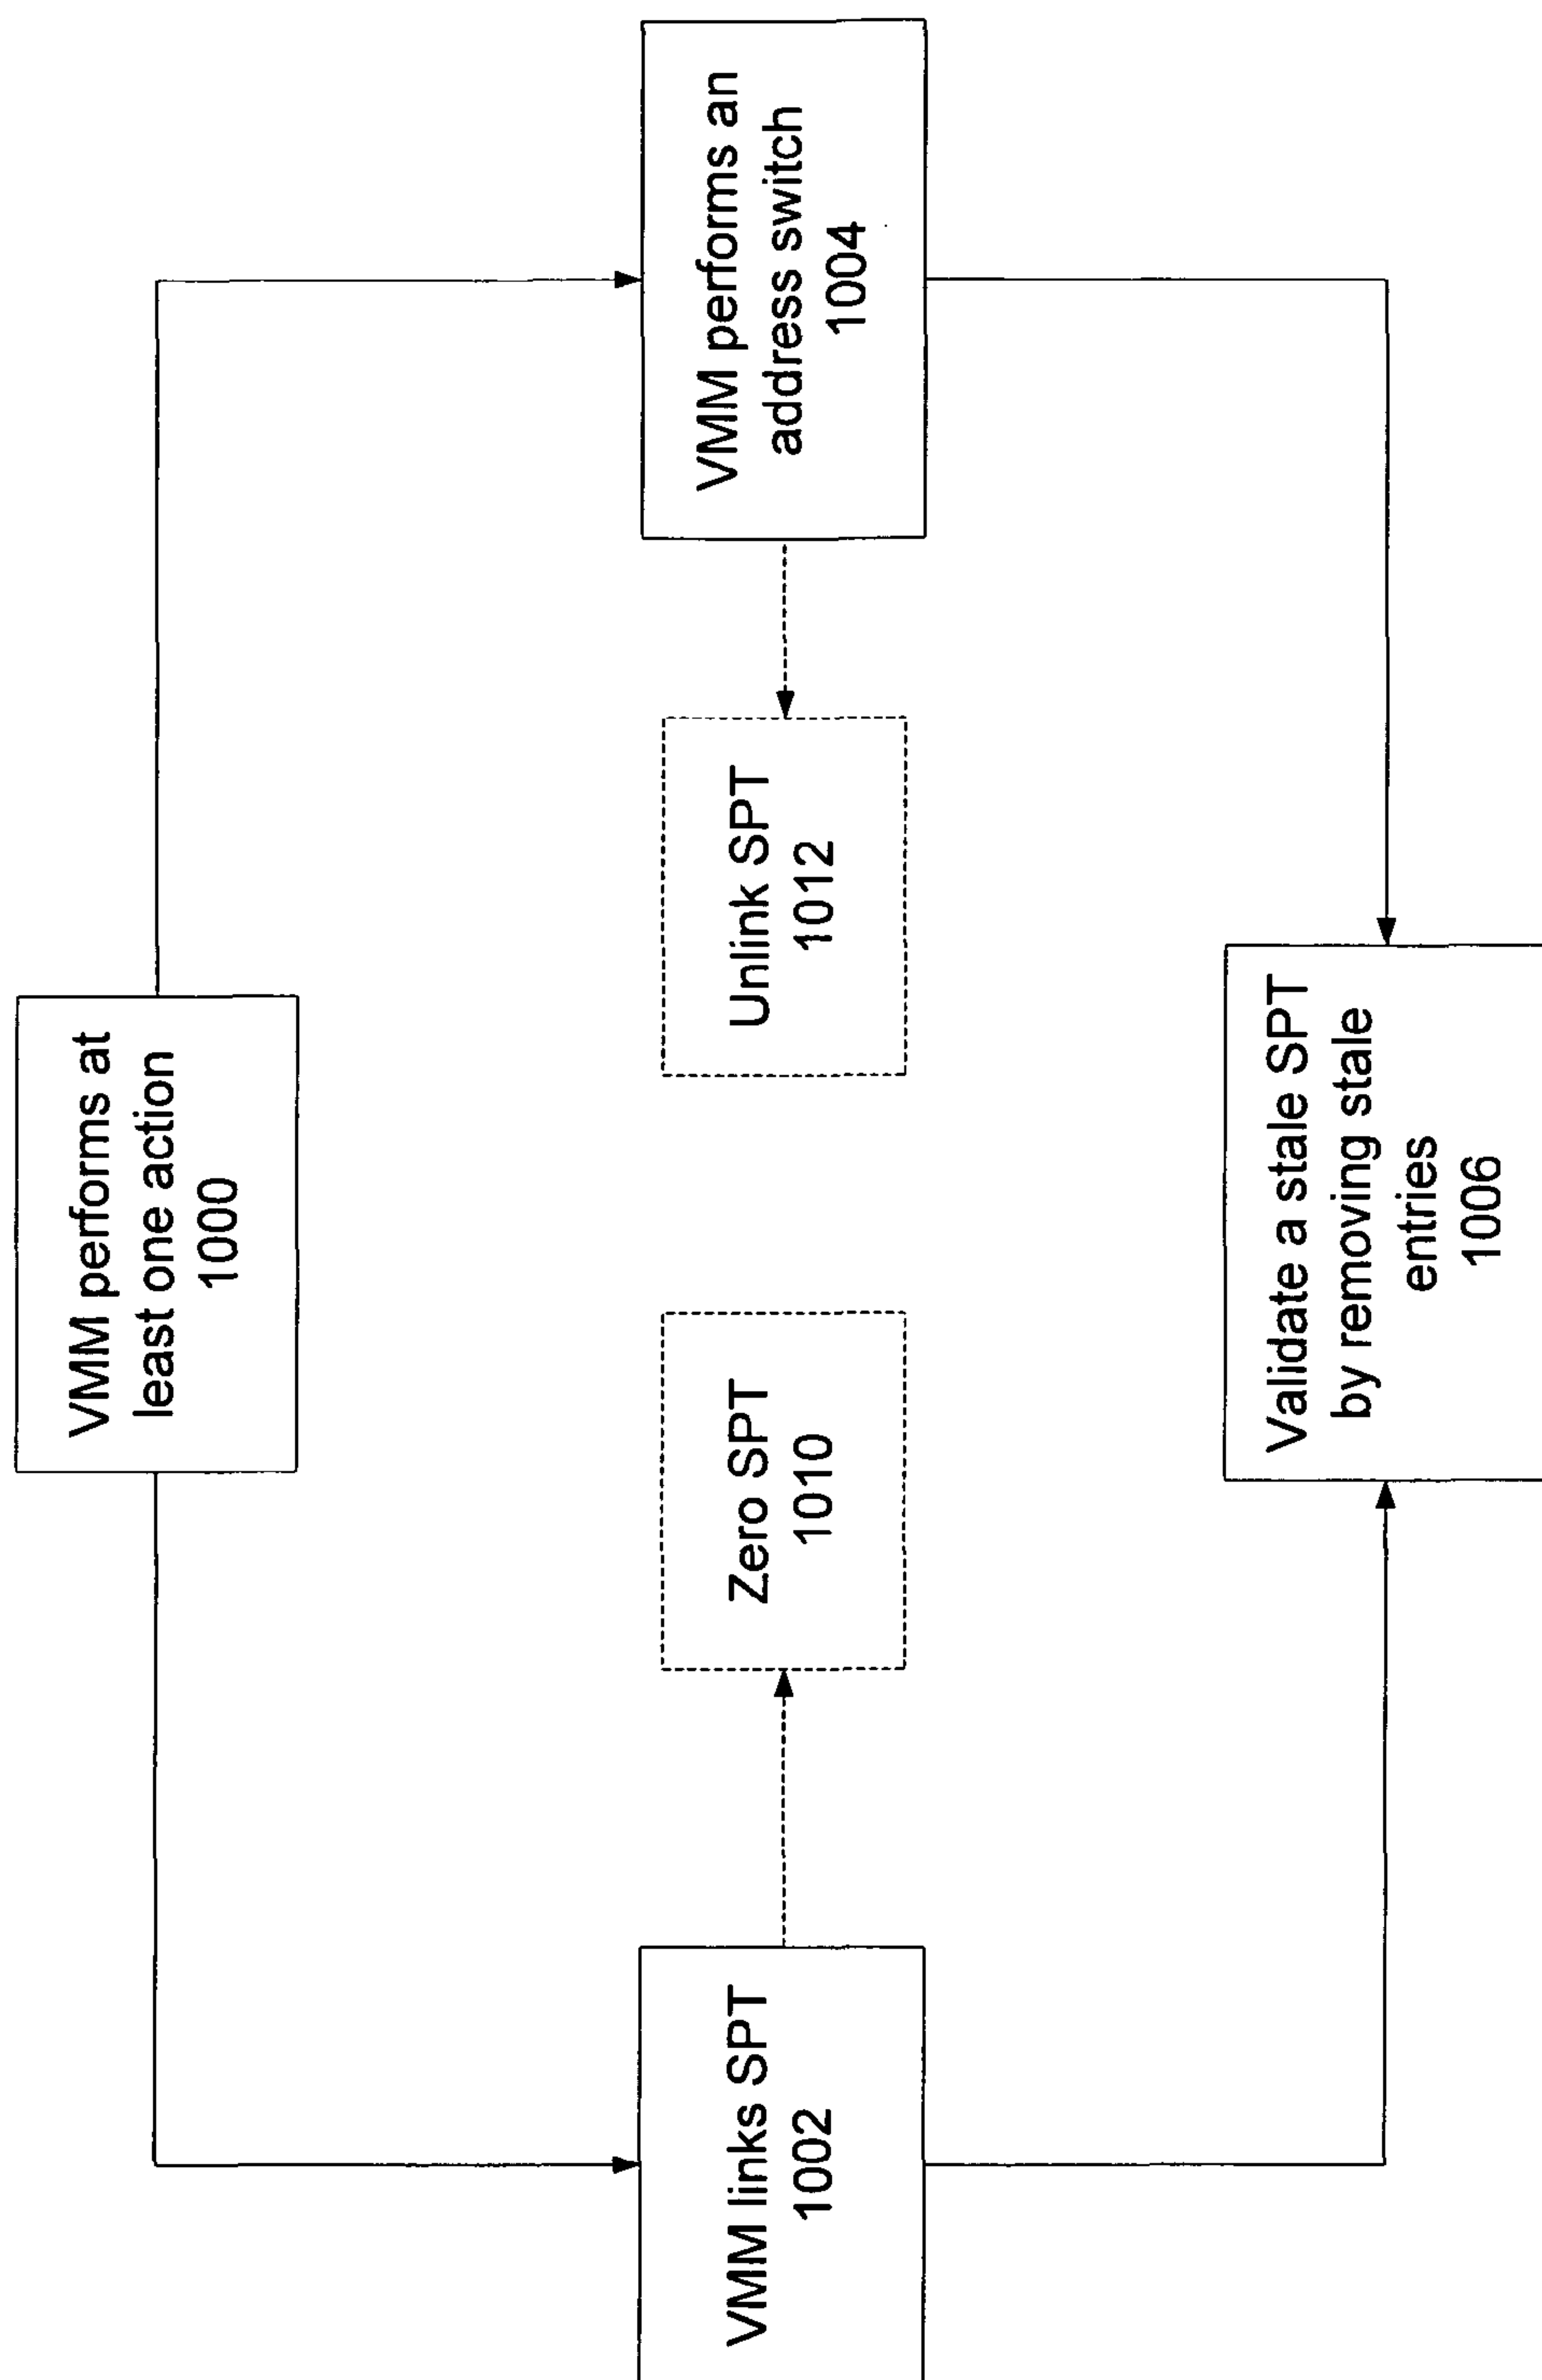 VMM performs at
least one action
1000
VMM links SPT
1002
Zero SPT
1010
Unlink SPT
1012
VMM performs an
address switch
1004
Validate a stale SPT
by removing stale
entries
1006